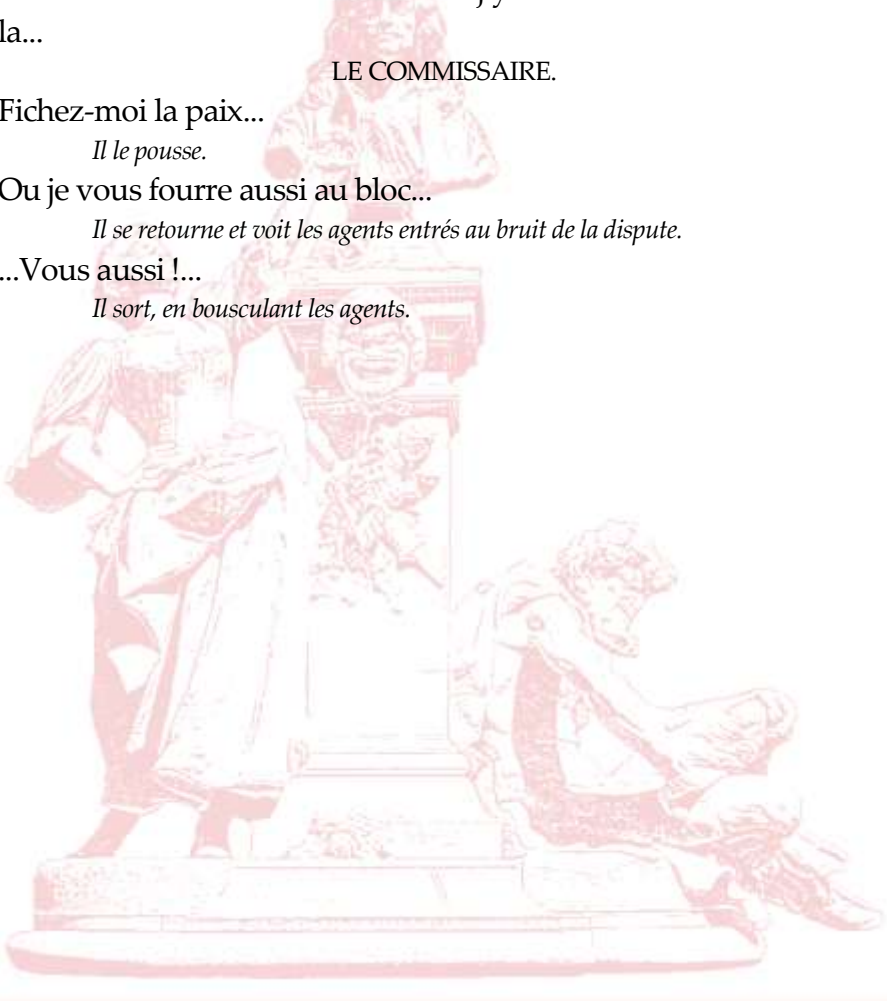 la...
LE COMMISSAIRE.
Fichez-moi la paix...
Il le pousse.
Ou je vous fourre aussi au bloc...
Il se retourne et voit les agents entrés au bruit de la dispute.
...Vous aussi !...
Il sort, en bousculant les agents.